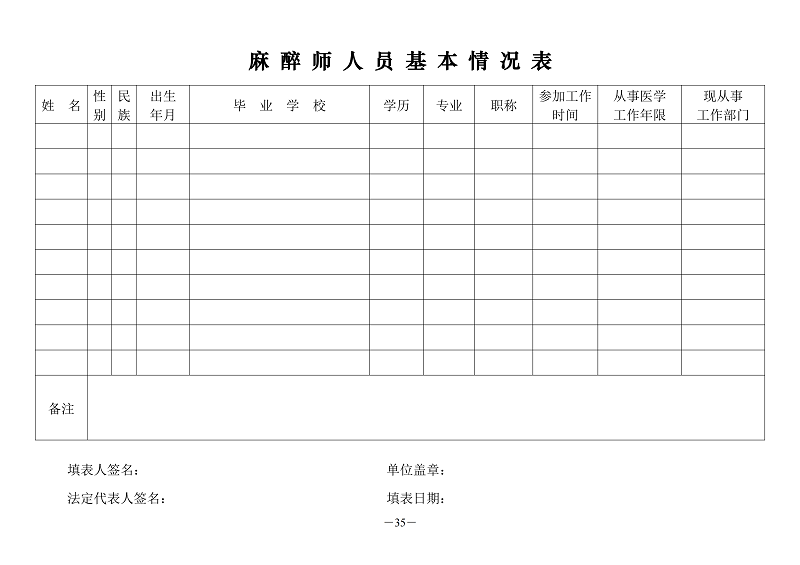 麻醉师人员基本情况表
姓 名 性别 民族 出生年月 毕 业 学 校 学历 专业 职称 参加工作时间 从事医学工作年限 现从事工作部门
备注
填表人签名： 单位盖章：
法定代表人签名： 填表日期：
－35－